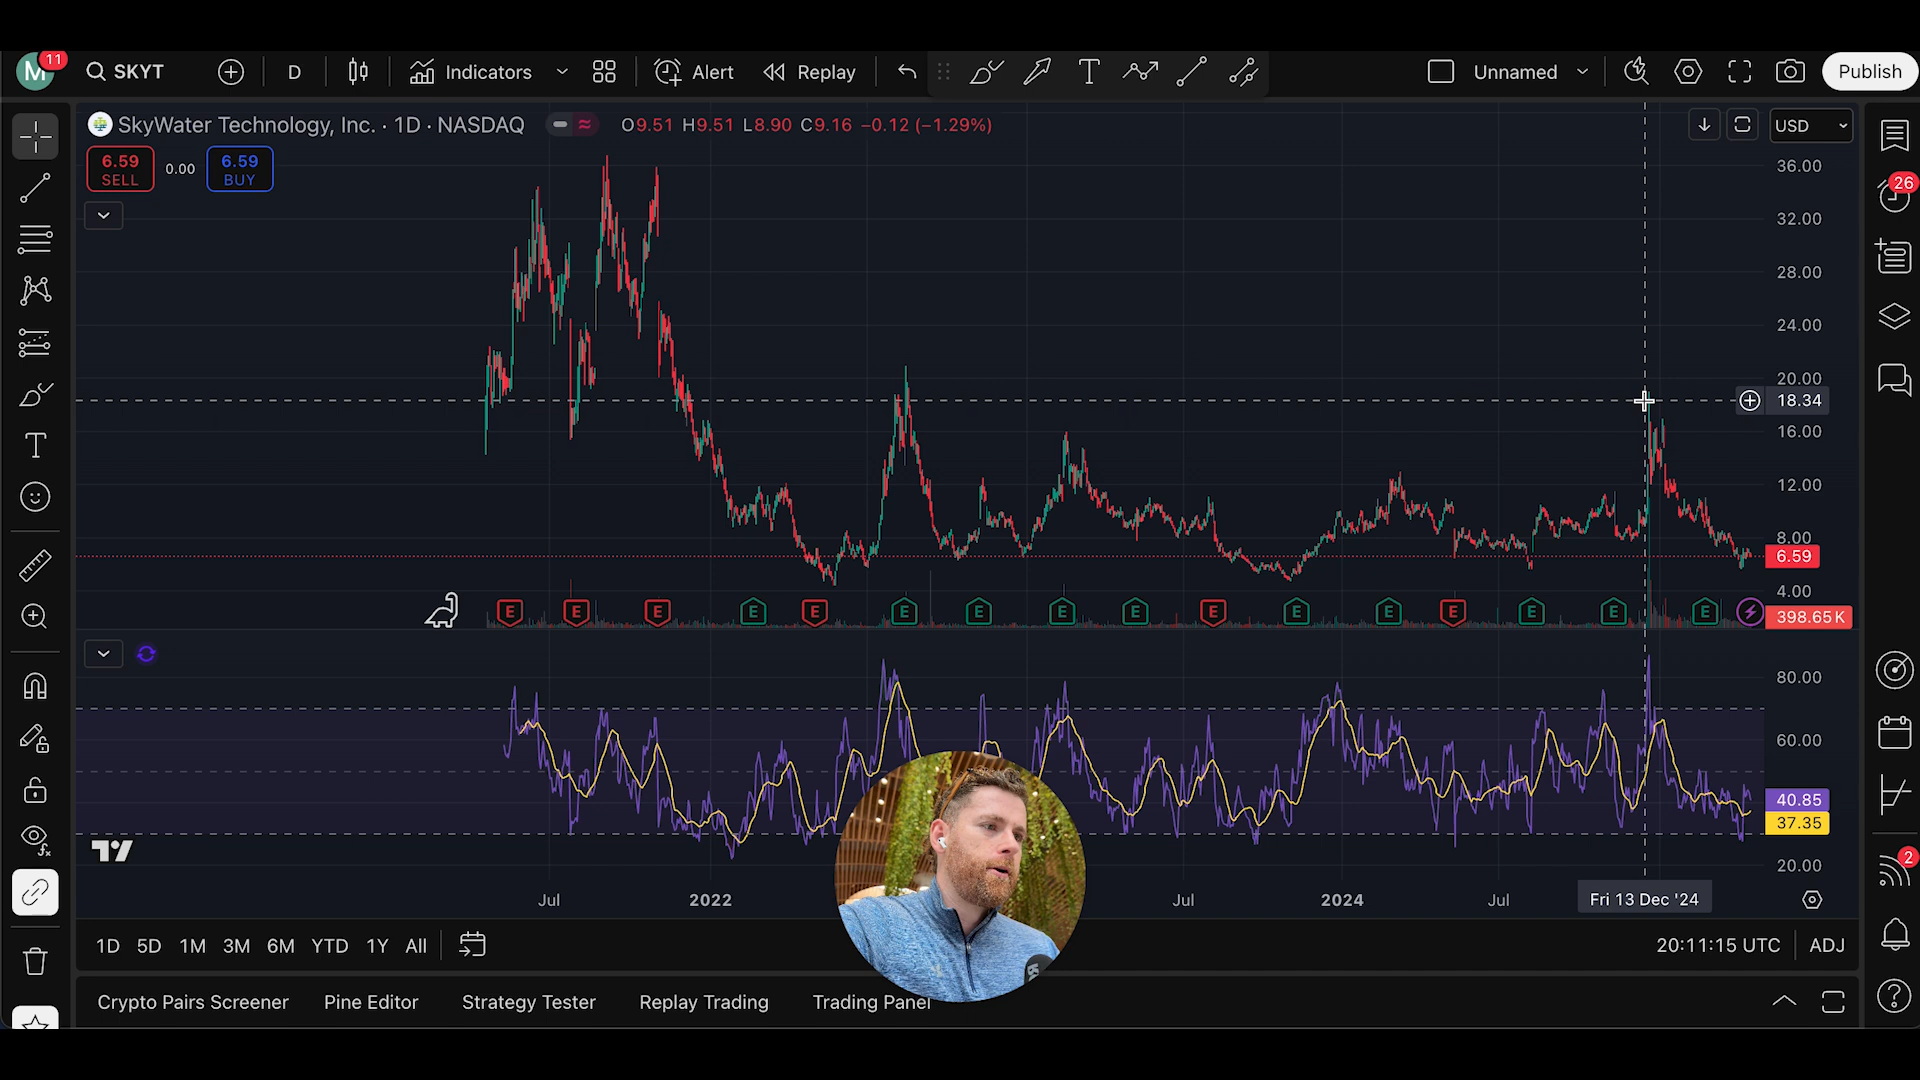 M
11
SKYT
D
Indicators
Alert
Replay
T
Unnamed
Publish
SkyWater Technology, Inc. · 1D · NASDAQ
O9.51 H9.51 L8.90 C9.16 −0.12 (−1.29%)
USD
6.59
SELL
0.00
6.59
BUY
36.00
32.00
28.00
24.00
20.00
18.34
16.00
12.00
8.00
6.59
4.00
398.65K
E E E E E E E E E E E E E E E E
26
80.00
60.00
40.85
37.35
20.00
2
Jul
2022
Jul
2024
Jul
Fri 13 Dec '24
1D 5D 1M 3M 6M YTD 1Y All
20:11:15 UTC
ADJ
Crypto Pairs Screener
Pine Editor
Strategy Tester
Replay Trading
Trading Panel